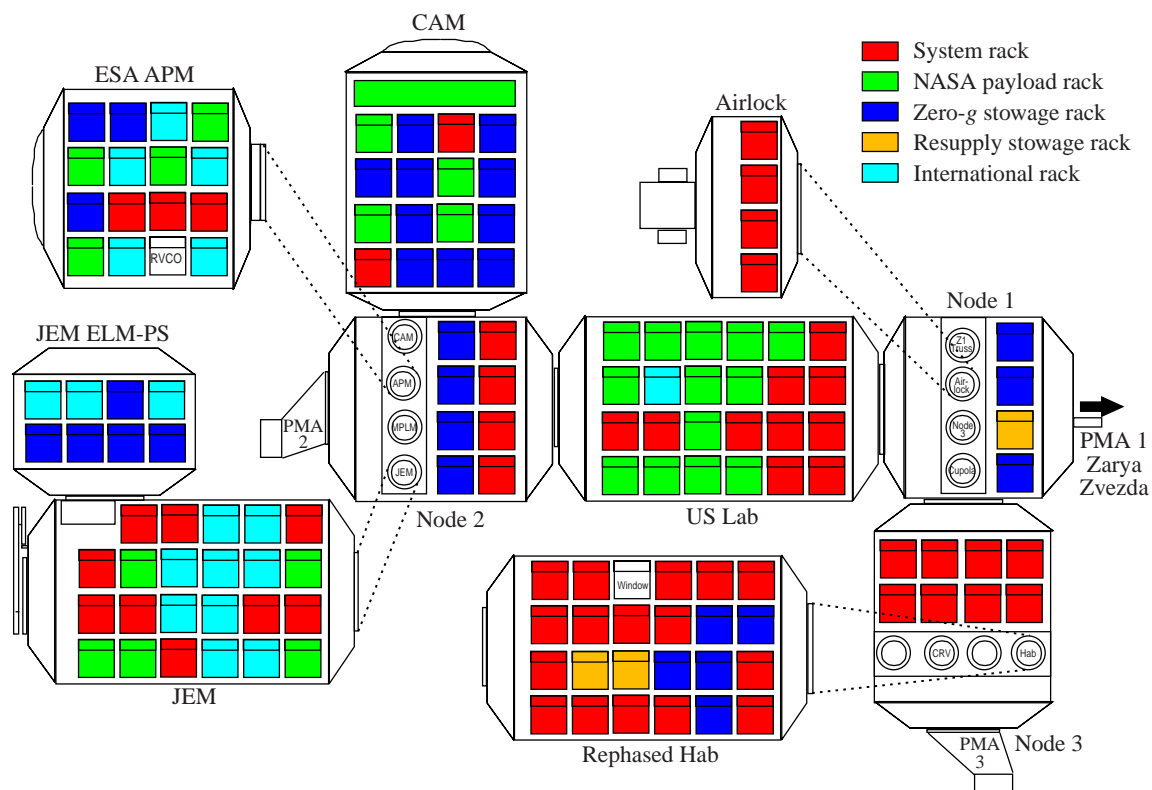 CAM
ESA APM
System rack
NASA payload rack
Zero-g stowage rack
Resupply stowage rack
International rack
Airlock
RVCO
Node 1
JEM ELM-PS
CAM
APM
MPLM
JEM
Z1
Truss
Air-
lock
Node
3
Cupola
PMA
2
PMA 1
Zarya
Zvezda
Node 2
US Lab
Window
CRV
Hab
JEM
Rephased Hab
PMA
3
Node 3